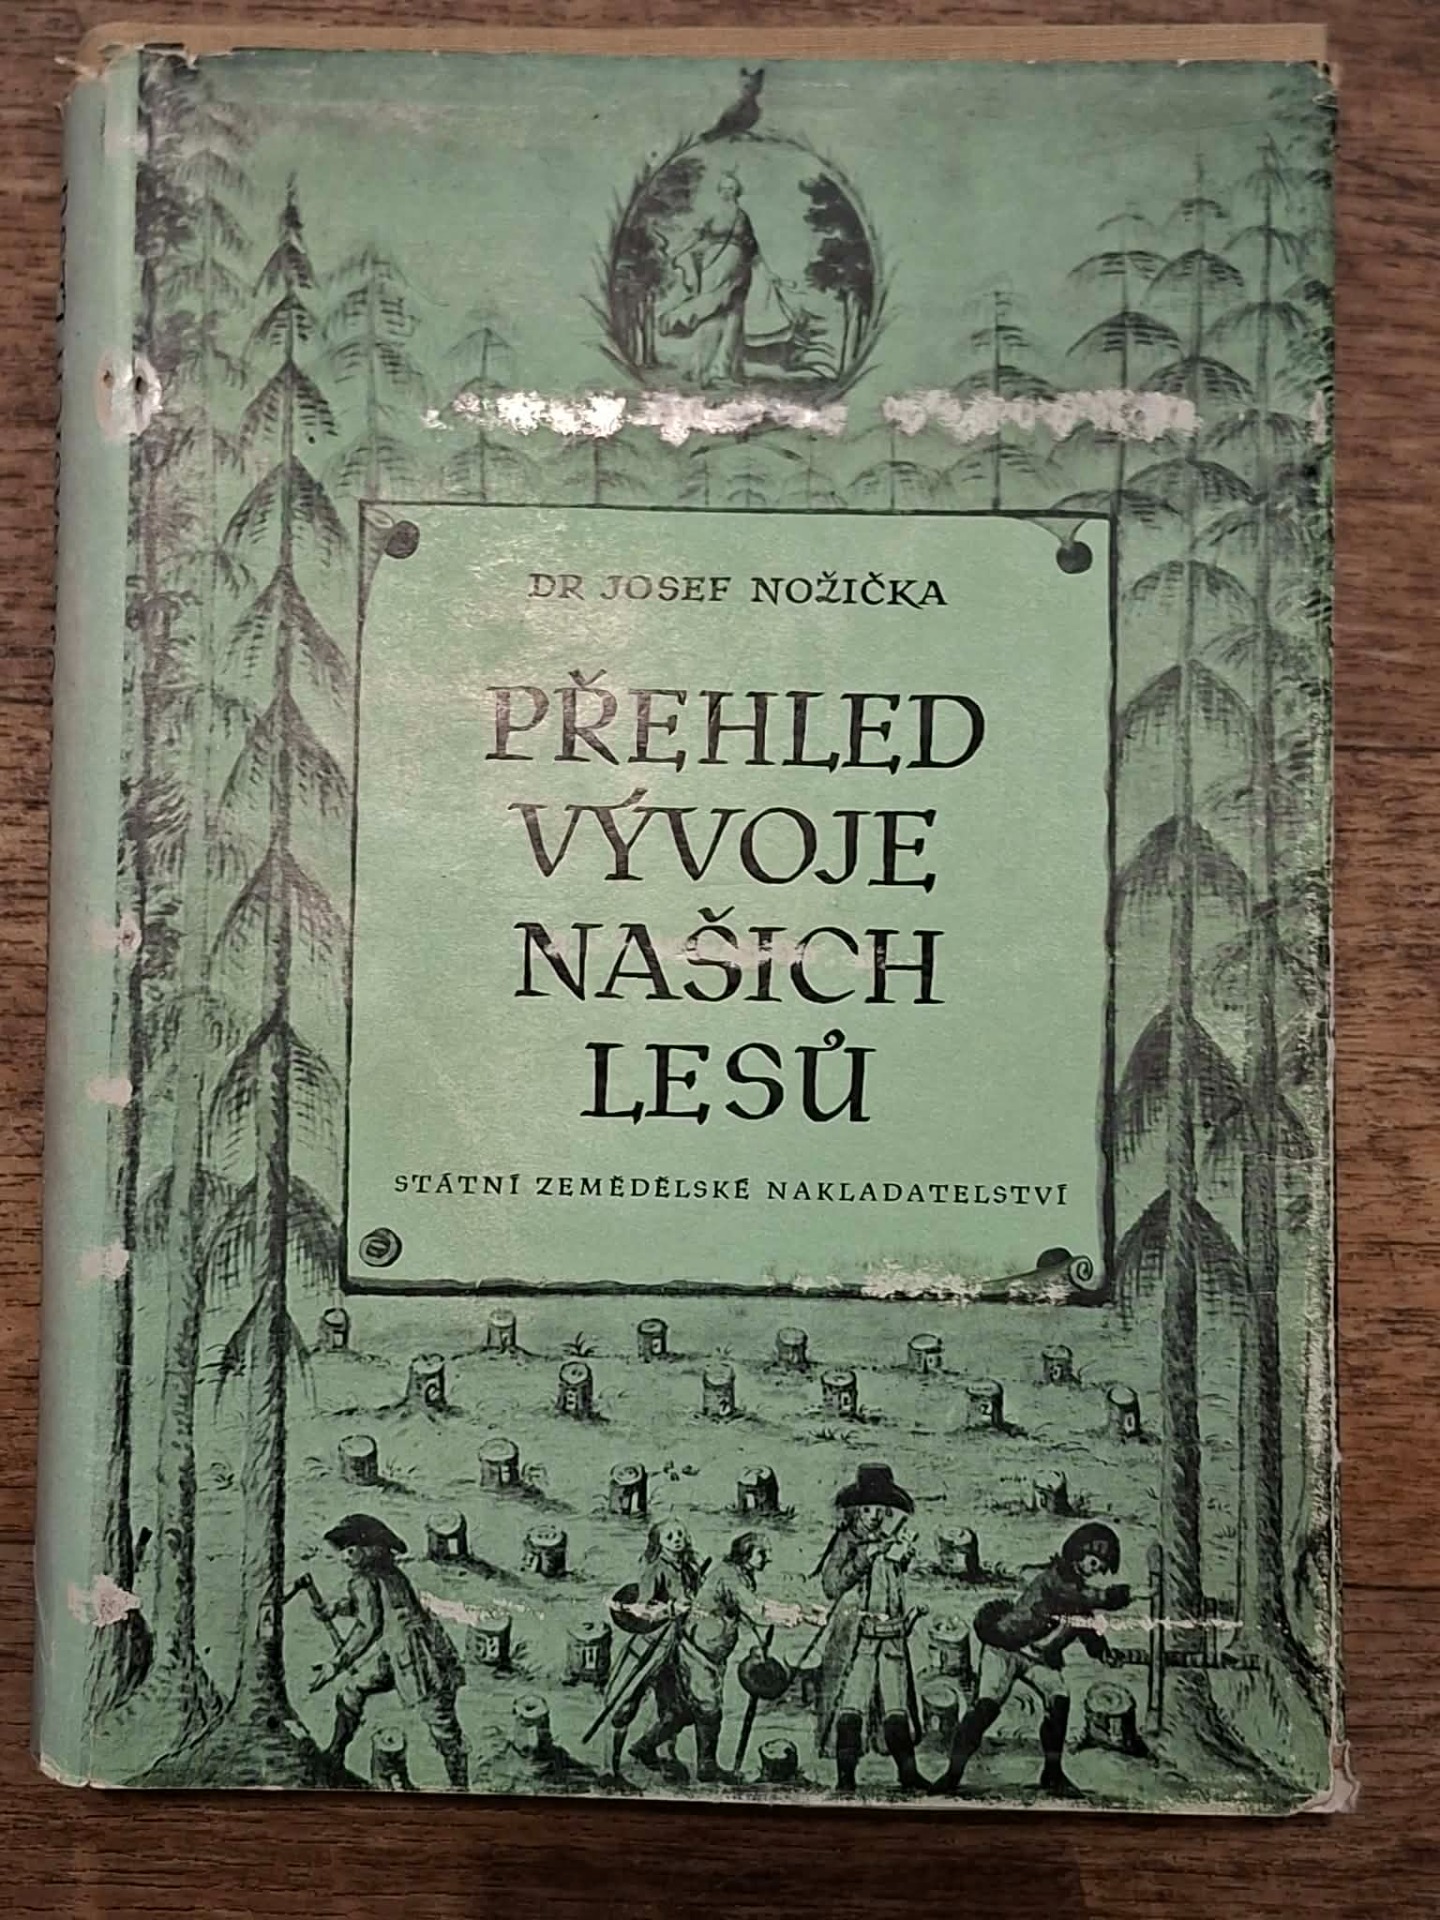 DR JOSEF NOŽIČKA
PŘEHLED
VÝVOJE
NAŠICH
LESŮ
STÁTNÍ ZEMĚDĚLSKÉ NAKLADATELSTVÍ